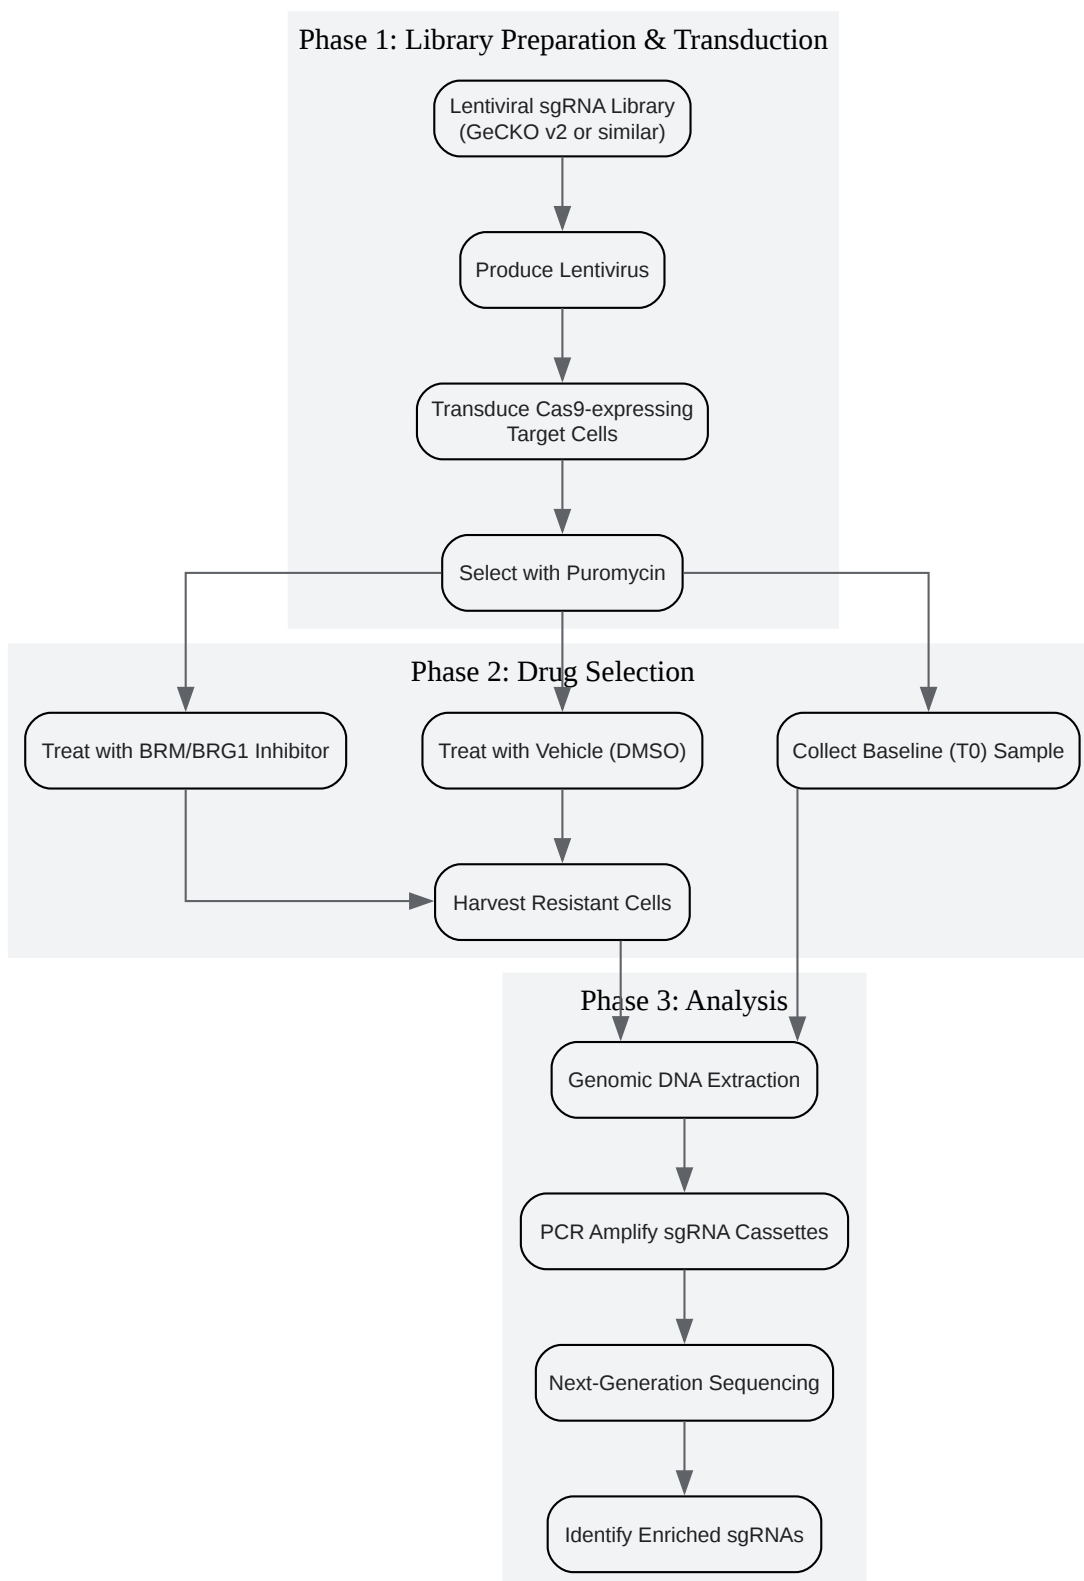 Phase 1: Library Preparation & Transduction
Lentiviral sgRNA Library
(GeCKO v2 or similar)
Produce Lentivirus
Transduce Cas9-expressing
Target Cells
Select with Puromycin
Phase 2: Drug Selection
Treat with BRM/BRG1 Inhibitor
Treat with Vehicle (DMSO)
Collect Baseline (T0) Sample
Harvest Resistant Cells
Phase 3: Analysis
Genomic DNA Extraction
PCR Amplify sgRNA Cassettes
Next-Generation Sequencing
Identify Enriched sgRNAs